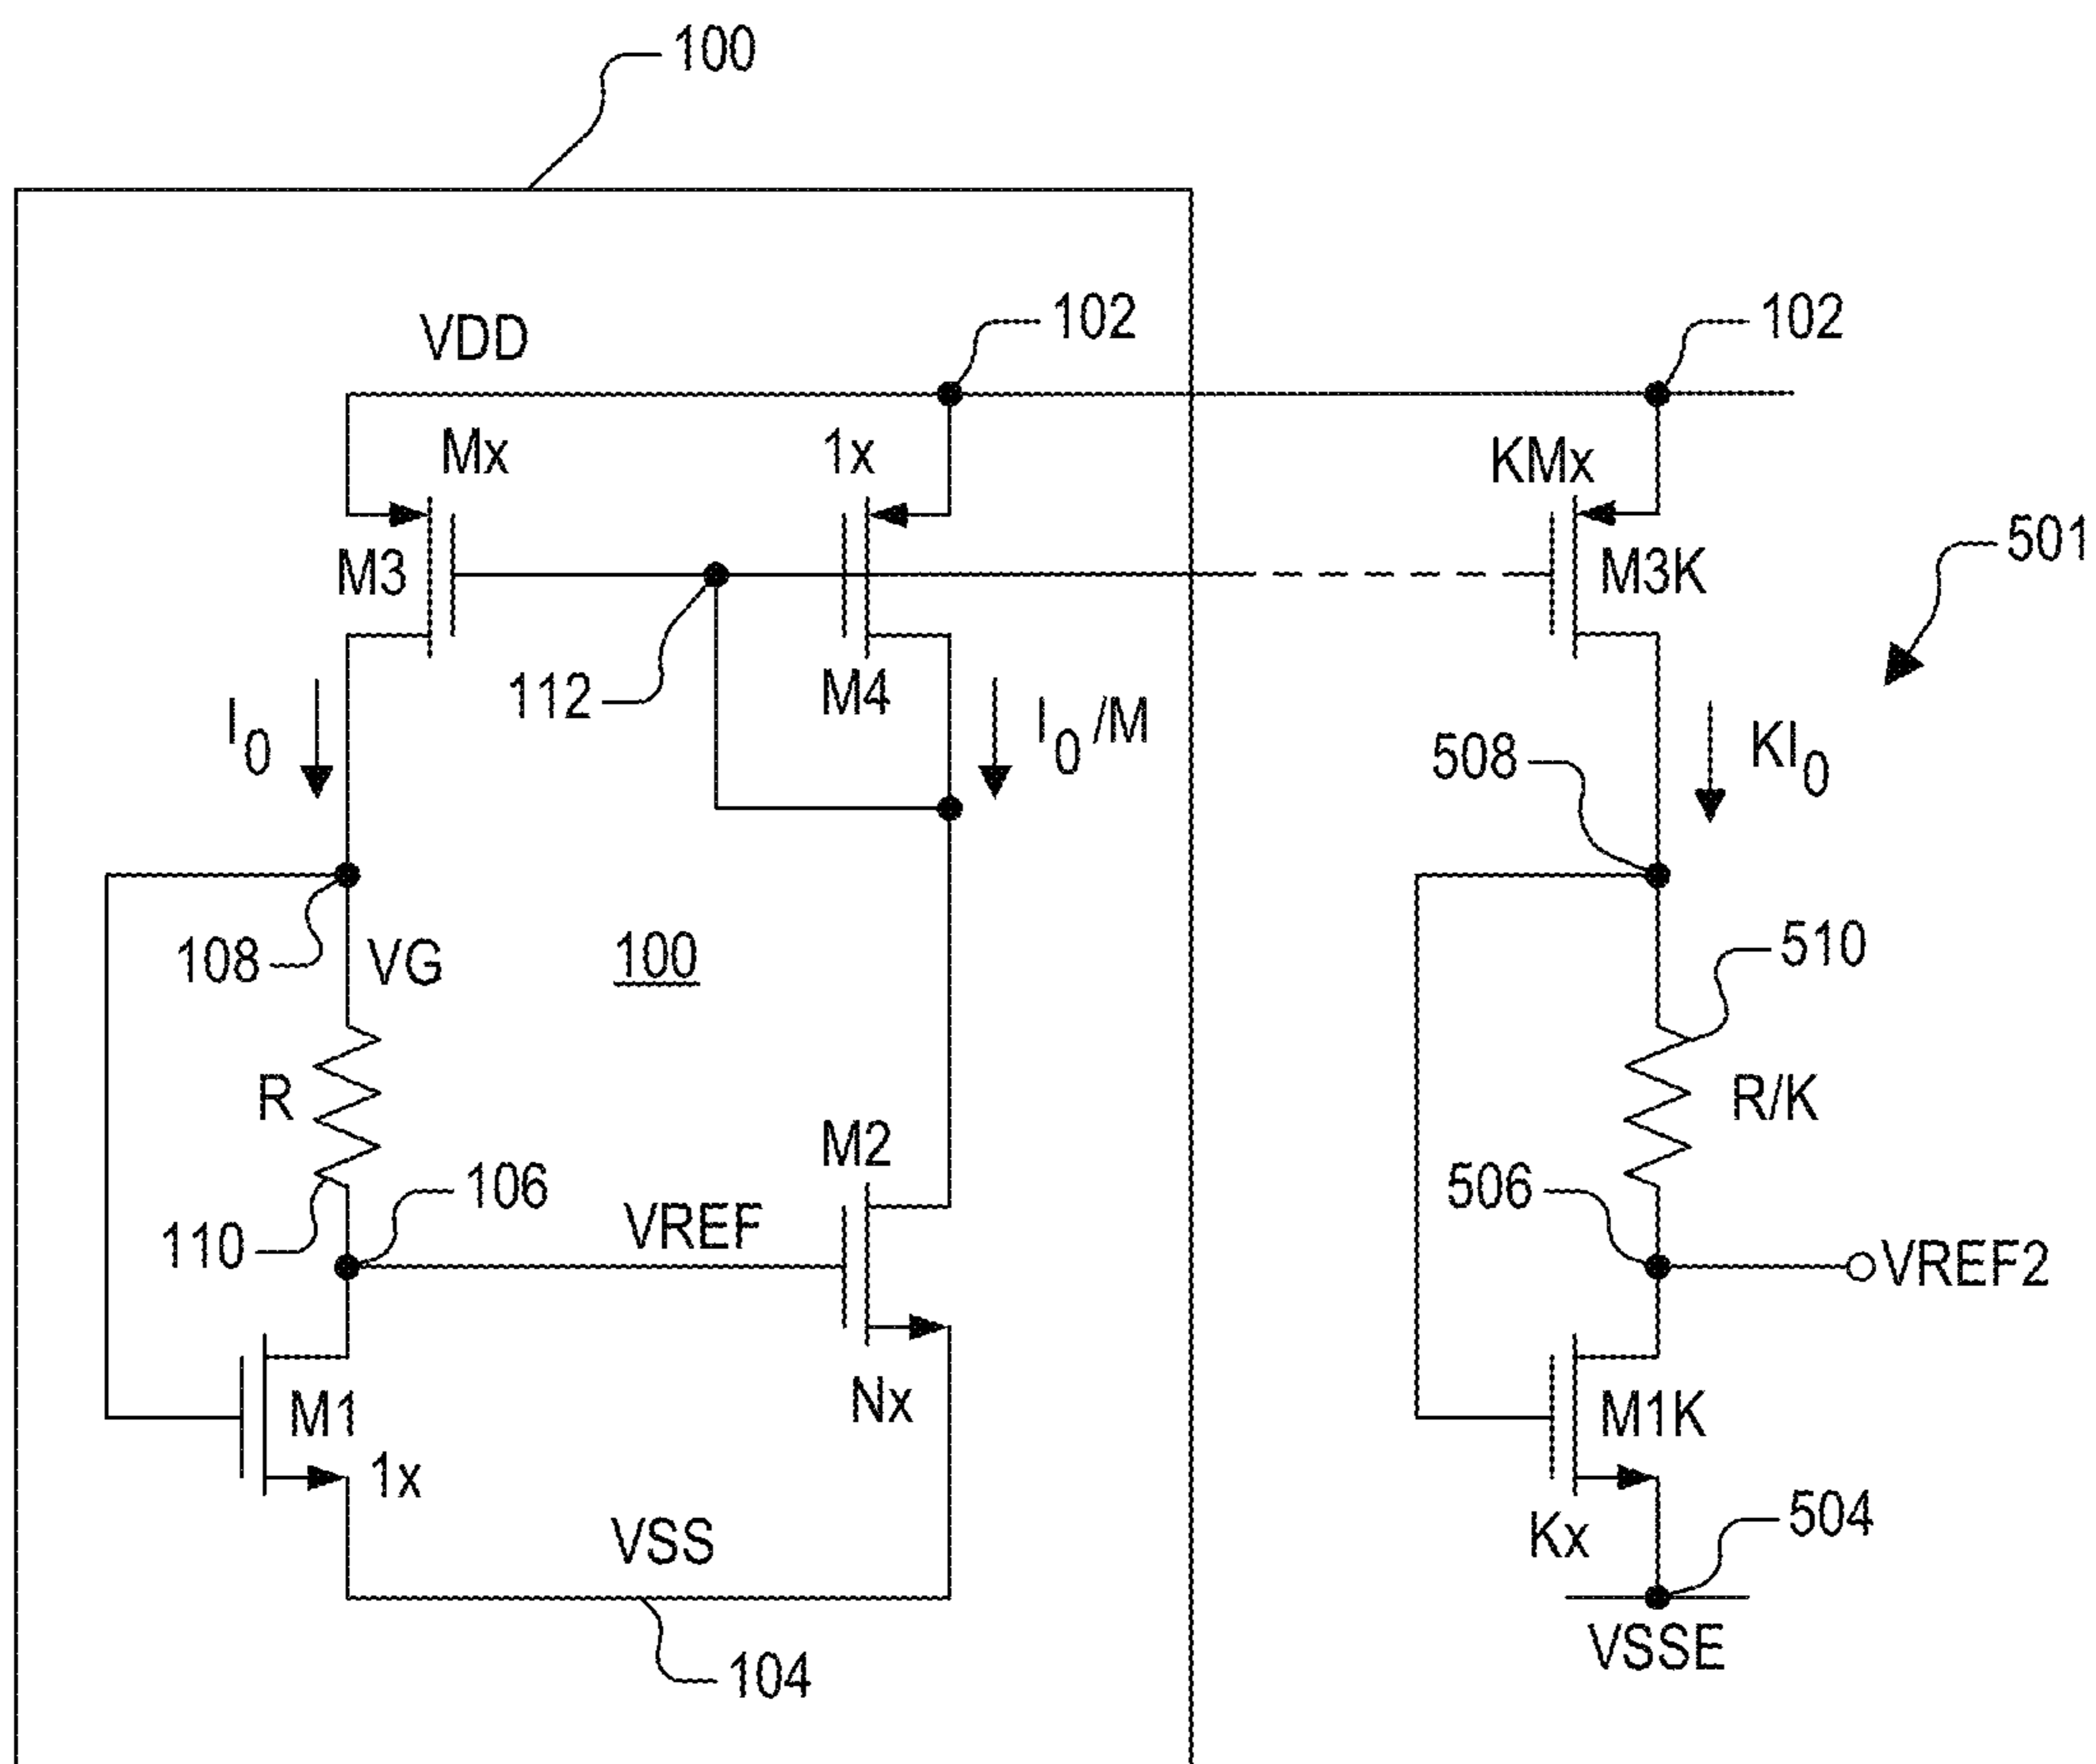 100
102
102
VDD
Mx
1x
KMx
501
M3
M3K
112
M4
I0
I0/M
508
KI0
108
VG
100
510
R
R/K
M2
106
506
110
VREF
VREF2
Nx
M1
M1K
1x
504
VSS
Kx
VSSE
104